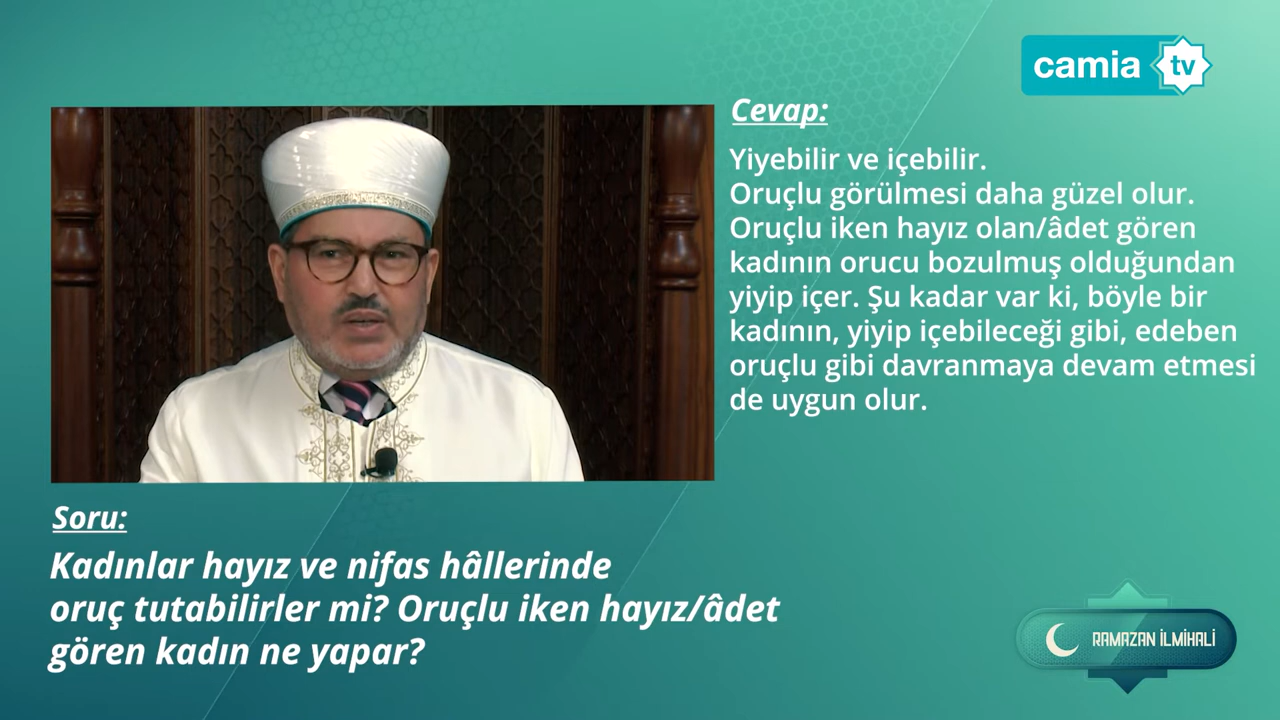 camia tv
Cevap:
Yiyebilir ve içebilir.
Oruçlu görülmesi daha güzel olur.
Oruçlu iken hayız olan/âdet gören
kadının orucu bozulmuş olduğundan
yiyip içer. Şu kadar var ki, böyle bir
kadının, yiyip içebileceği gibi, edeben
oruçlu gibi davranmaya devam etmesi
de uygun olur.
Soru:
Kadınlar hayız ve nifas hâllerinde
oruç tutabilirler mi? Oruçlu iken hayız/âdet
gören kadın ne yapar?
RAMAZAN İLMİHALİ